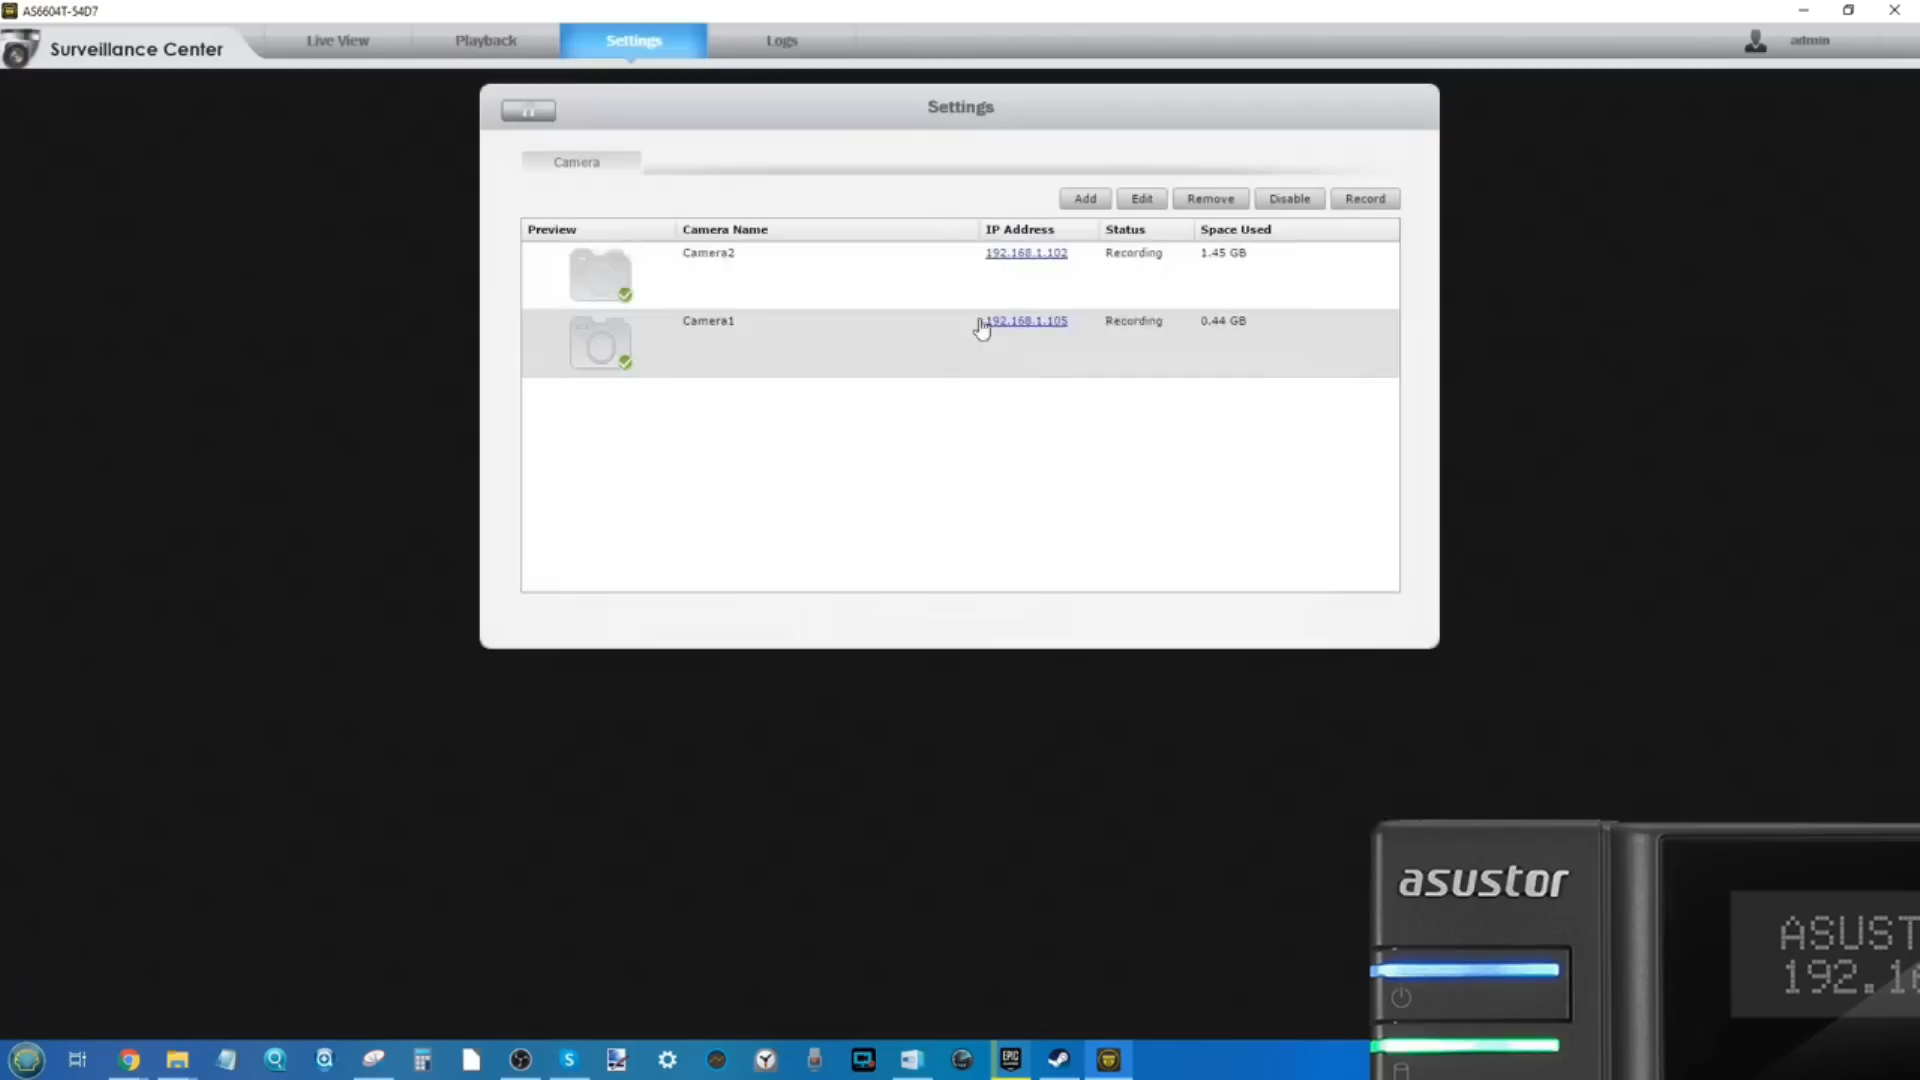 AS6604T-54D7
Surveillance Center
Live View
Playback
Settings
Logs
admin
Settings
Camera
Add
Edit
Remove
Disable
Record
Preview
Camera Name
IP Address
Status
Space Used
Camera2
192.168.1.102
Recording
1.45 GB
Camera1
192.168.1.105
Recording
0.44 GB
asustor
ASUST
192.16
EPIC